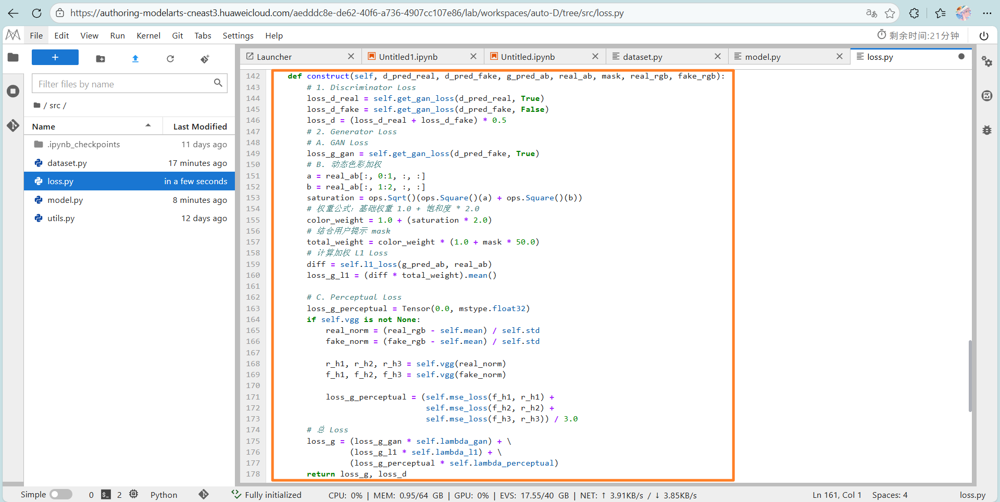 https://authoring-modelarts-cneast3.huaweicloud.com/aedddc8e-de62-40f6-a736-4907cc107e86/lab/workspaces/auto-D/tree/src/loss.py
File Edit View Run Kernel Git Tabs Settings Help
剩余时间:21分钟
Launcher
Untitled1.ipynb
Untitled.ipynb
dataset.py
model.py
loss.py
Filter files by name
/ src /
Name Last Modified
.ipynb_checkpoints 11 days ago
dataset.py 17 minutes ago
loss.py in a few seconds
model.py 8 minutes ago
utils.py 12 days ago
142 def construct(self, d_pred_real, d_pred_fake, g_pred_ab, real_ab, mask, real_rgb, fake_rgb):
143 # 1. Discriminator Loss
144 loss_d_real = self.get_gan_loss(d_pred_real, True)
145 loss_d_fake = self.get_gan_loss(d_pred_fake, False)
146 loss_d = (loss_d_real + loss_d_fake) * 0.5
147 # 2. Generator Loss
148 # A. GAN Loss
149 loss_g_gan = self.get_gan_loss(d_pred_fake, True)
150 # B. 动态色彩加权
151 a = real_ab[:, 0:1, :, :]
152 b = real_ab[:, 1:2, :, :]
153 saturation = ops.Sqrt()(ops.Square()(a) + ops.Square()(b))
154 # 权重公式: 基础权重 1.0 + 饱和度 * 2.0
155 color_weight = 1.0 + (saturation * 2.0)
156 # 结合用户提示 mask
157 total_weight = color_weight * (1.0 + mask * 50.0)
158 # 计算加权 L1 Loss
159 diff = self.l1_loss(g_pred_ab, real_ab)
160 loss_g_l1 = (diff * total_weight).mean()
161
162 # C. Perceptual Loss
163 loss_g_perceptual = Tensor(0.0, mstype.float32)
164 if self.vgg is not None:
165 real_norm = (real_rgb - self.mean) / self.std
166 fake_norm = (fake_rgb - self.mean) / self.std
167
168 r_h1, r_h2, r_h3 = self.vgg(real_norm)
169 f_h1, f_h2, f_h3 = self.vgg(fake_norm)
170
171 loss_g_perceptual = (self.mse_loss(f_h1, r_h1) +
172 self.mse_loss(f_h2, r_h2) +
173 self.mse_loss(f_h3, r_h3)) / 3.0
174 # 总 Loss
175 loss_g = (loss_g_gan * self.lambda_gan) + \
176 (loss_g_l1 * self.lambda_l1) + \
177 (loss_g_perceptual * self.lambda_perceptual)
178 return loss_g, loss_d
Simple 0 $_ 2 Python Fully initialized CPU: 0% | MEM: 0.95/64 GB | GPU: 0% | EVS: 17.55/40 GB | NET: ↑ 3.91KB/s / ↓ 3.85KB/s Ln 161, Col 1 Spaces: 4 loss.py